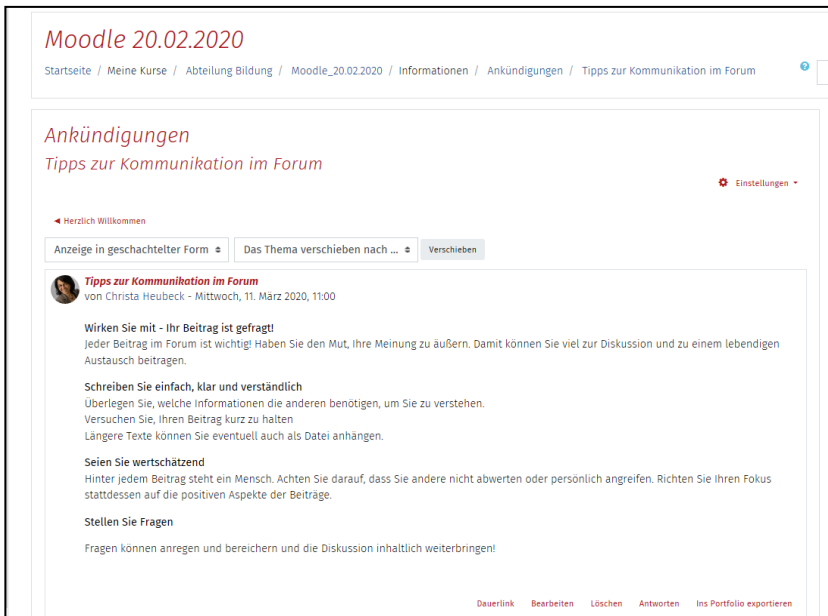 Moodle 20.02.2020
Startseite / Meine Kurse / Abteilung Bildung / Moodle_20.02.2020 / Informationen / Ankündigungen / Tipps zur Kommunikation im Forum
?
Ankündigungen
Tipps zur Kommunikation im Forum
Einstellungen
◄ Herzlich Willkommen
Anzeige in geschachtelter Form
Das Thema verschieben nach ...
Verschieben
Tipps zur Kommunikation im Forum
von Christa Heubeck - Mittwoch, 11. März 2020, 11:00
Wirken Sie mit - Ihr Beitrag ist gefragt!
Jeder Beitrag im Forum ist wichtig! Haben Sie den Mut, Ihre Meinung zu äußern. Damit können Sie viel zur Diskussion und zu einem lebendigen
Austausch beitragen.
Schreiben Sie einfach, klar und verständlich
Überlegen Sie, welche Informationen die anderen benötigen, um Sie zu verstehen.
Versuchen Sie, Ihren Beitrag kurz zu halten
Längere Texte können Sie eventuell auch als Datei anhängen.
Seien Sie wertschätzend
Hinter jedem Beitrag steht ein Mensch. Achten Sie darauf, dass Sie andere nicht abwerten oder persönlich angreifen. Richten Sie Ihren Fokus
stattdessen auf die positiven Aspekte der Beiträge.
Stellen Sie Fragen
Fragen können anregen und bereichern und die Diskussion inhaltlich weiterbringen!
Dauerlink Bearbeiten Löschen Antworten Ins Portfolio exportieren